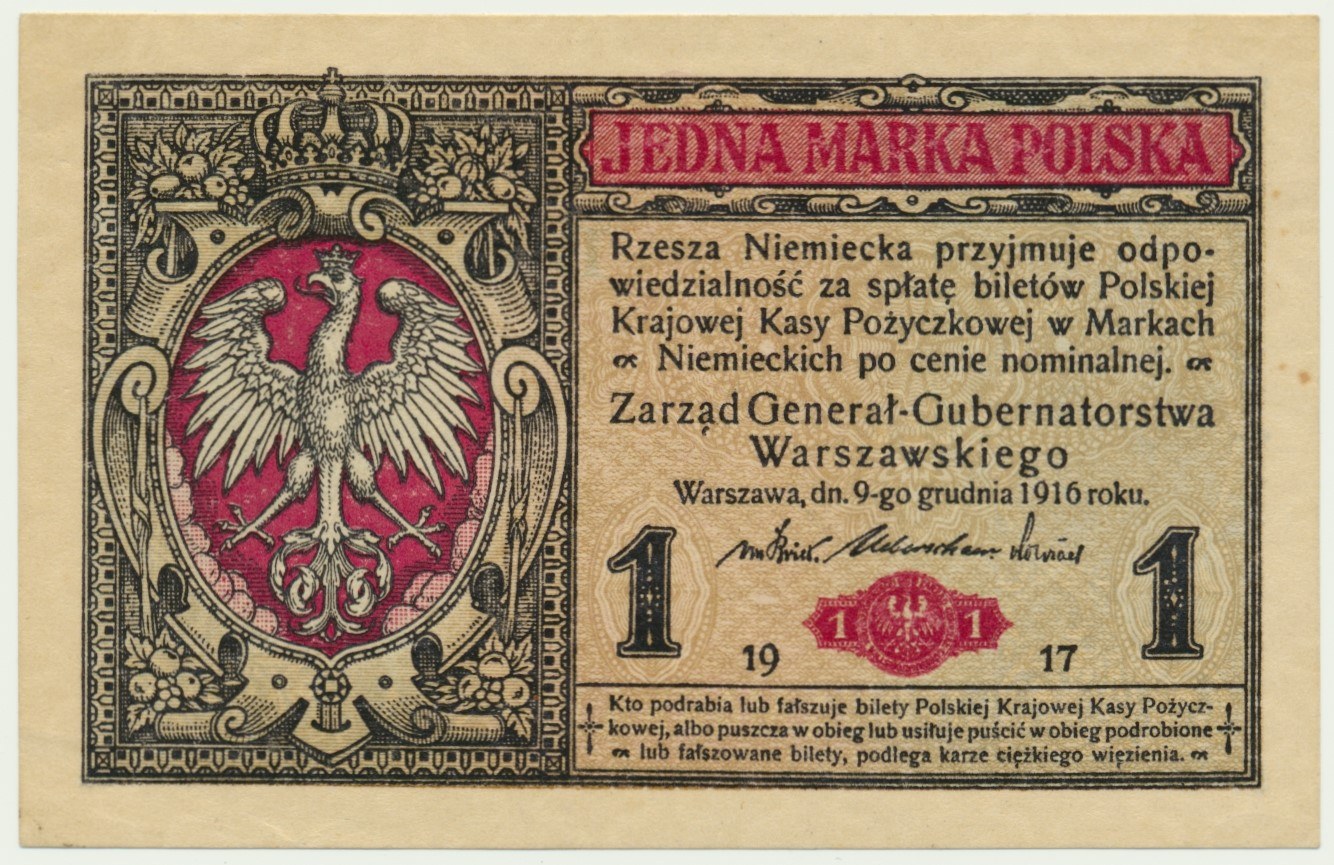 JEDNA MARKA POLSKA
Rzesza Niemiecka przyjmuje odpo-
wiedzialność za spłatę biletów Polskiej
Krajowej Kasy Pożyczkowej w Markach
Niemieckich po cenie nominalnej.
Zarząd Generał-Gubernatorstwa
Warszawskiego
Warszawa, dn. 9-go grudnia 1916 roku.
1 1
1 1
19 17
Kto podrabia lub fałszuje bilety Polskiej Krajowej Kasy Pożycz-
kowej, albo puszcza w obieg lub usiłuje puścić w obieg podrobione
lub fałszowane bilety, podlega karze ciężkiego więzienia.